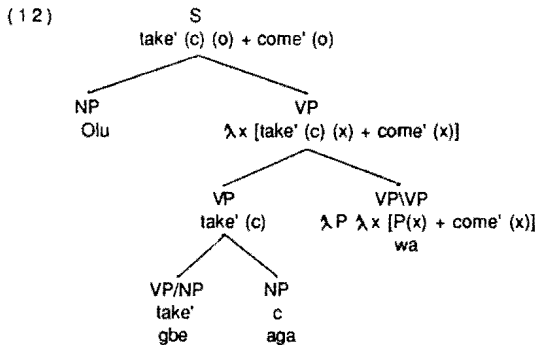 (12)
S
take' (c) (o) + come' (o)
NP VP
Olu λx [take' (c) (x) + come' (x)]
VP VP\VP
take' (c) λP λx [P(x) + come' (x)]
wa
VP/NP NP
take' c
gbe aga